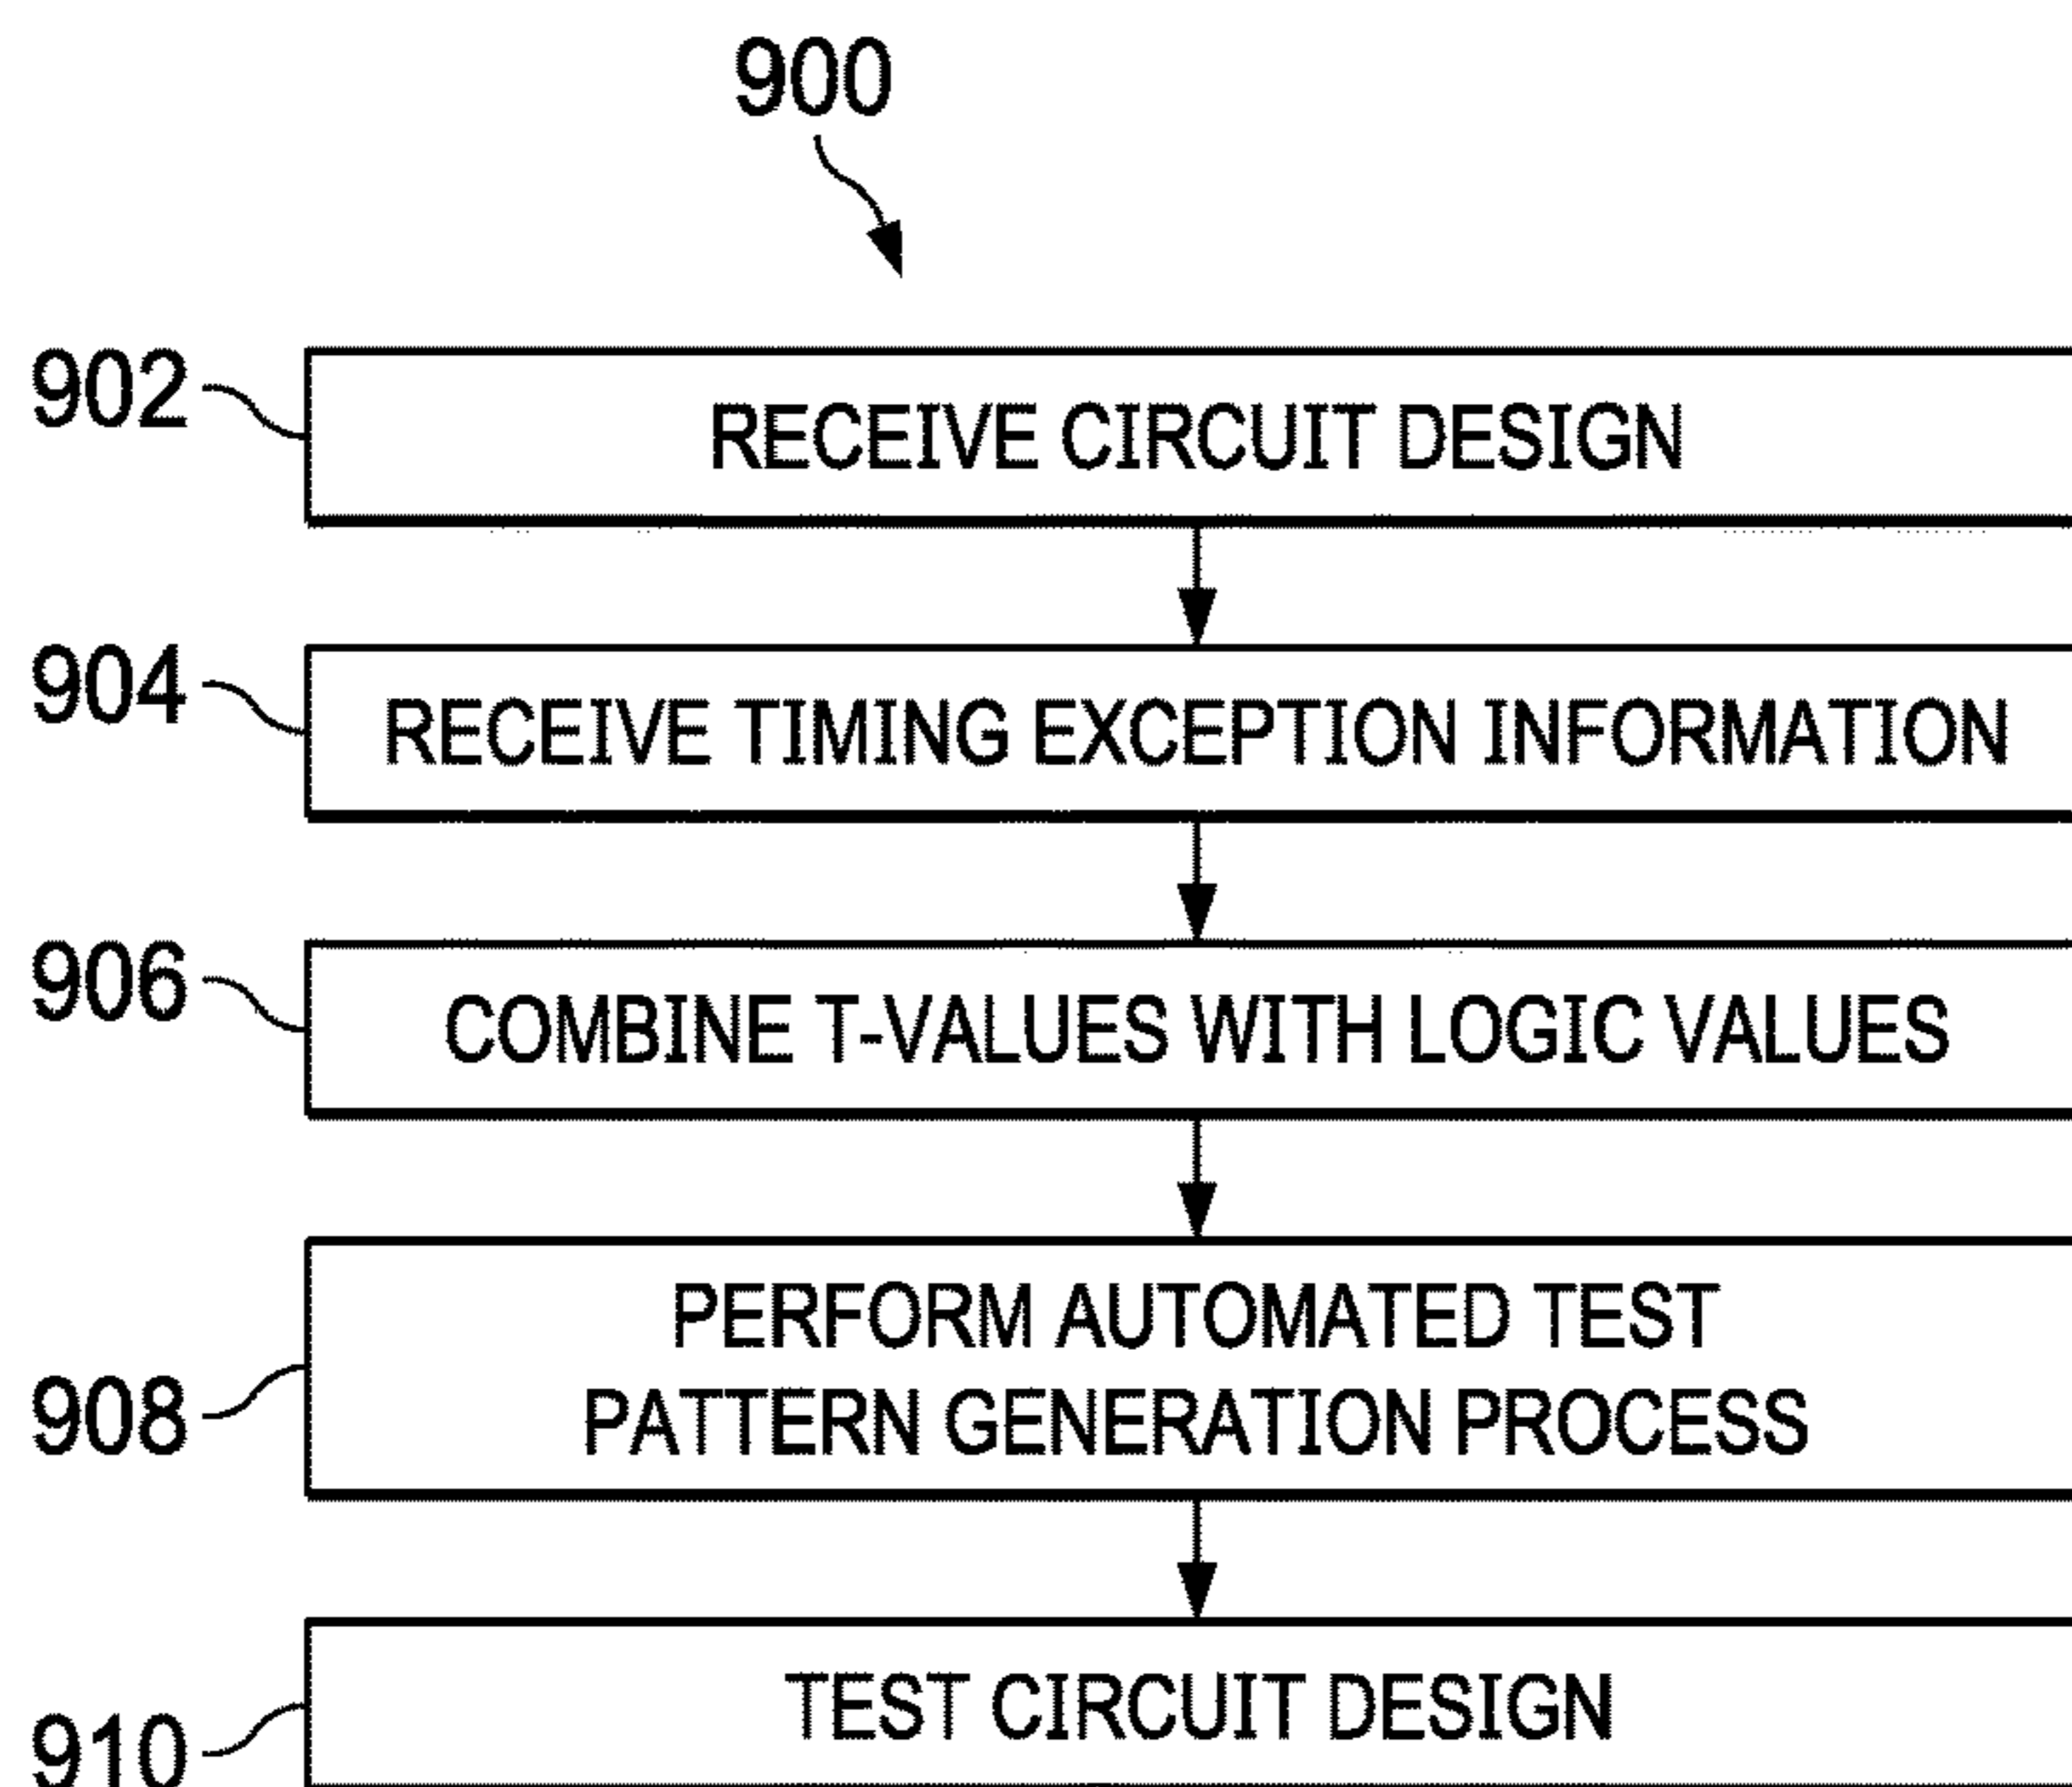 900
902
RECEIVE CIRCUIT DESIGN
904
RECEIVE TIMING EXCEPTION INFORMATION
906
COMBINE T-VALUES WITH LOGIC VALUES
908
PERFORM AUTOMATED TEST
PATTERN GENERATION PROCESS
910
TEST CIRCUIT DESIGN